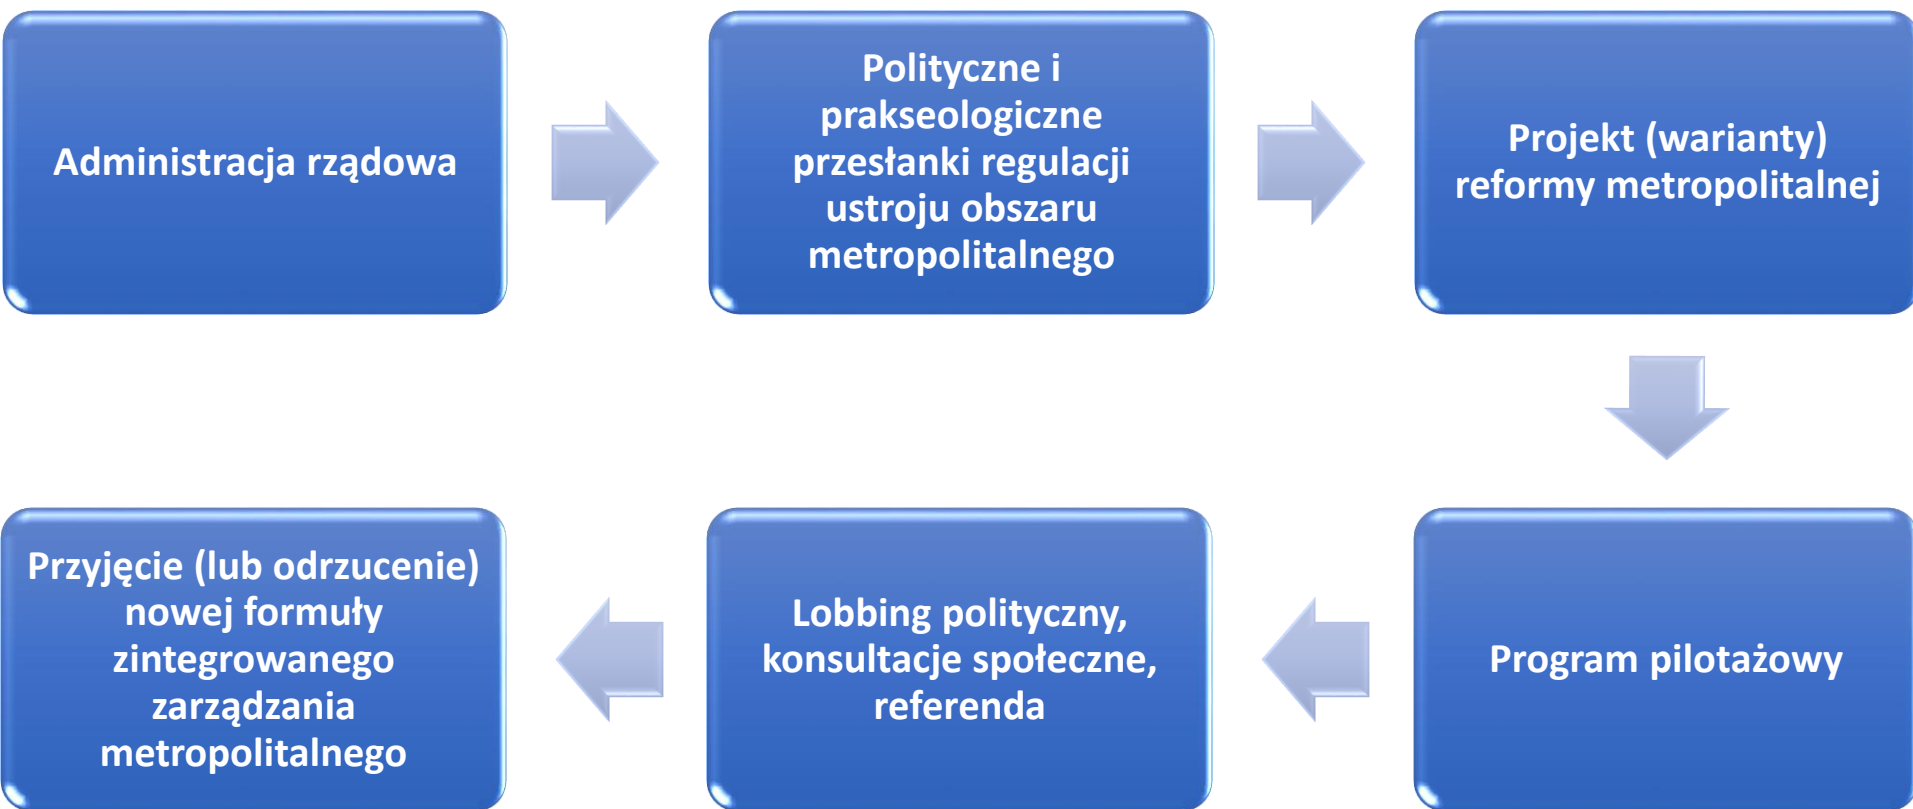 Administracja rządowa
Polityczne i
prakseologiczne
przesłanki regulacji
ustroju obszaru
metropolitalnego
Projekt (warianty)
reformy metropolitalnej
Program pilotażowy
Lobbing polityczny,
konsultacje społeczne,
referenda
Przyjęcie (lub odrzucenie)
nowej formuły
zintegrowanego
zarządzania
metropolitalnego